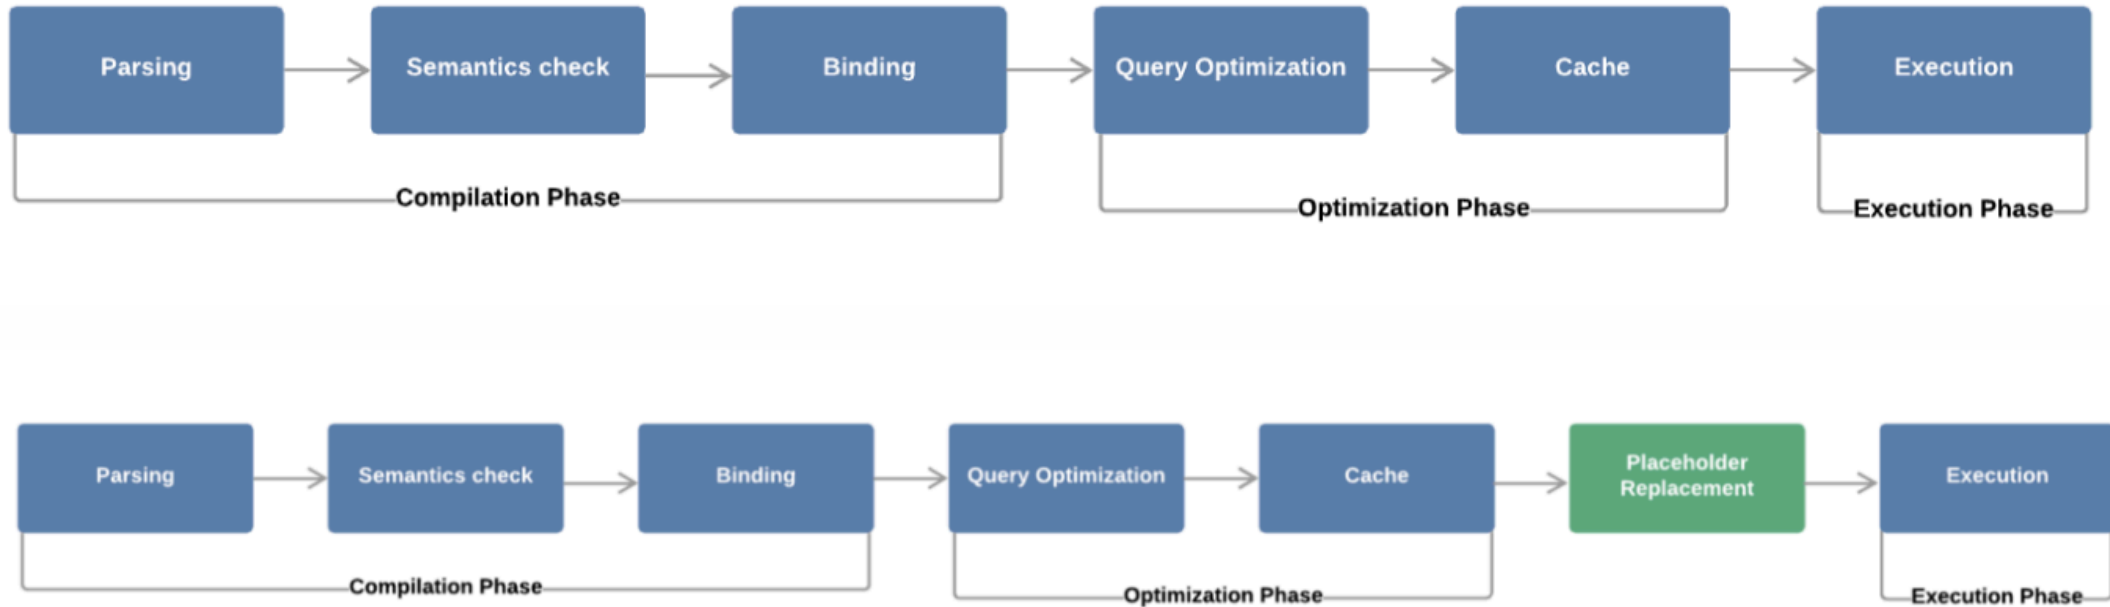 Parsing
Semantics check
Binding
Query Optimization
Cache
Execution
Compilation Phase
Optimization Phase
Execution Phase
Parsing
Semantics check
Binding
Query Optimization
Cache
Placeholder
Replacement
Execution
Compilation Phase
Optimization Phase
Execution Phase